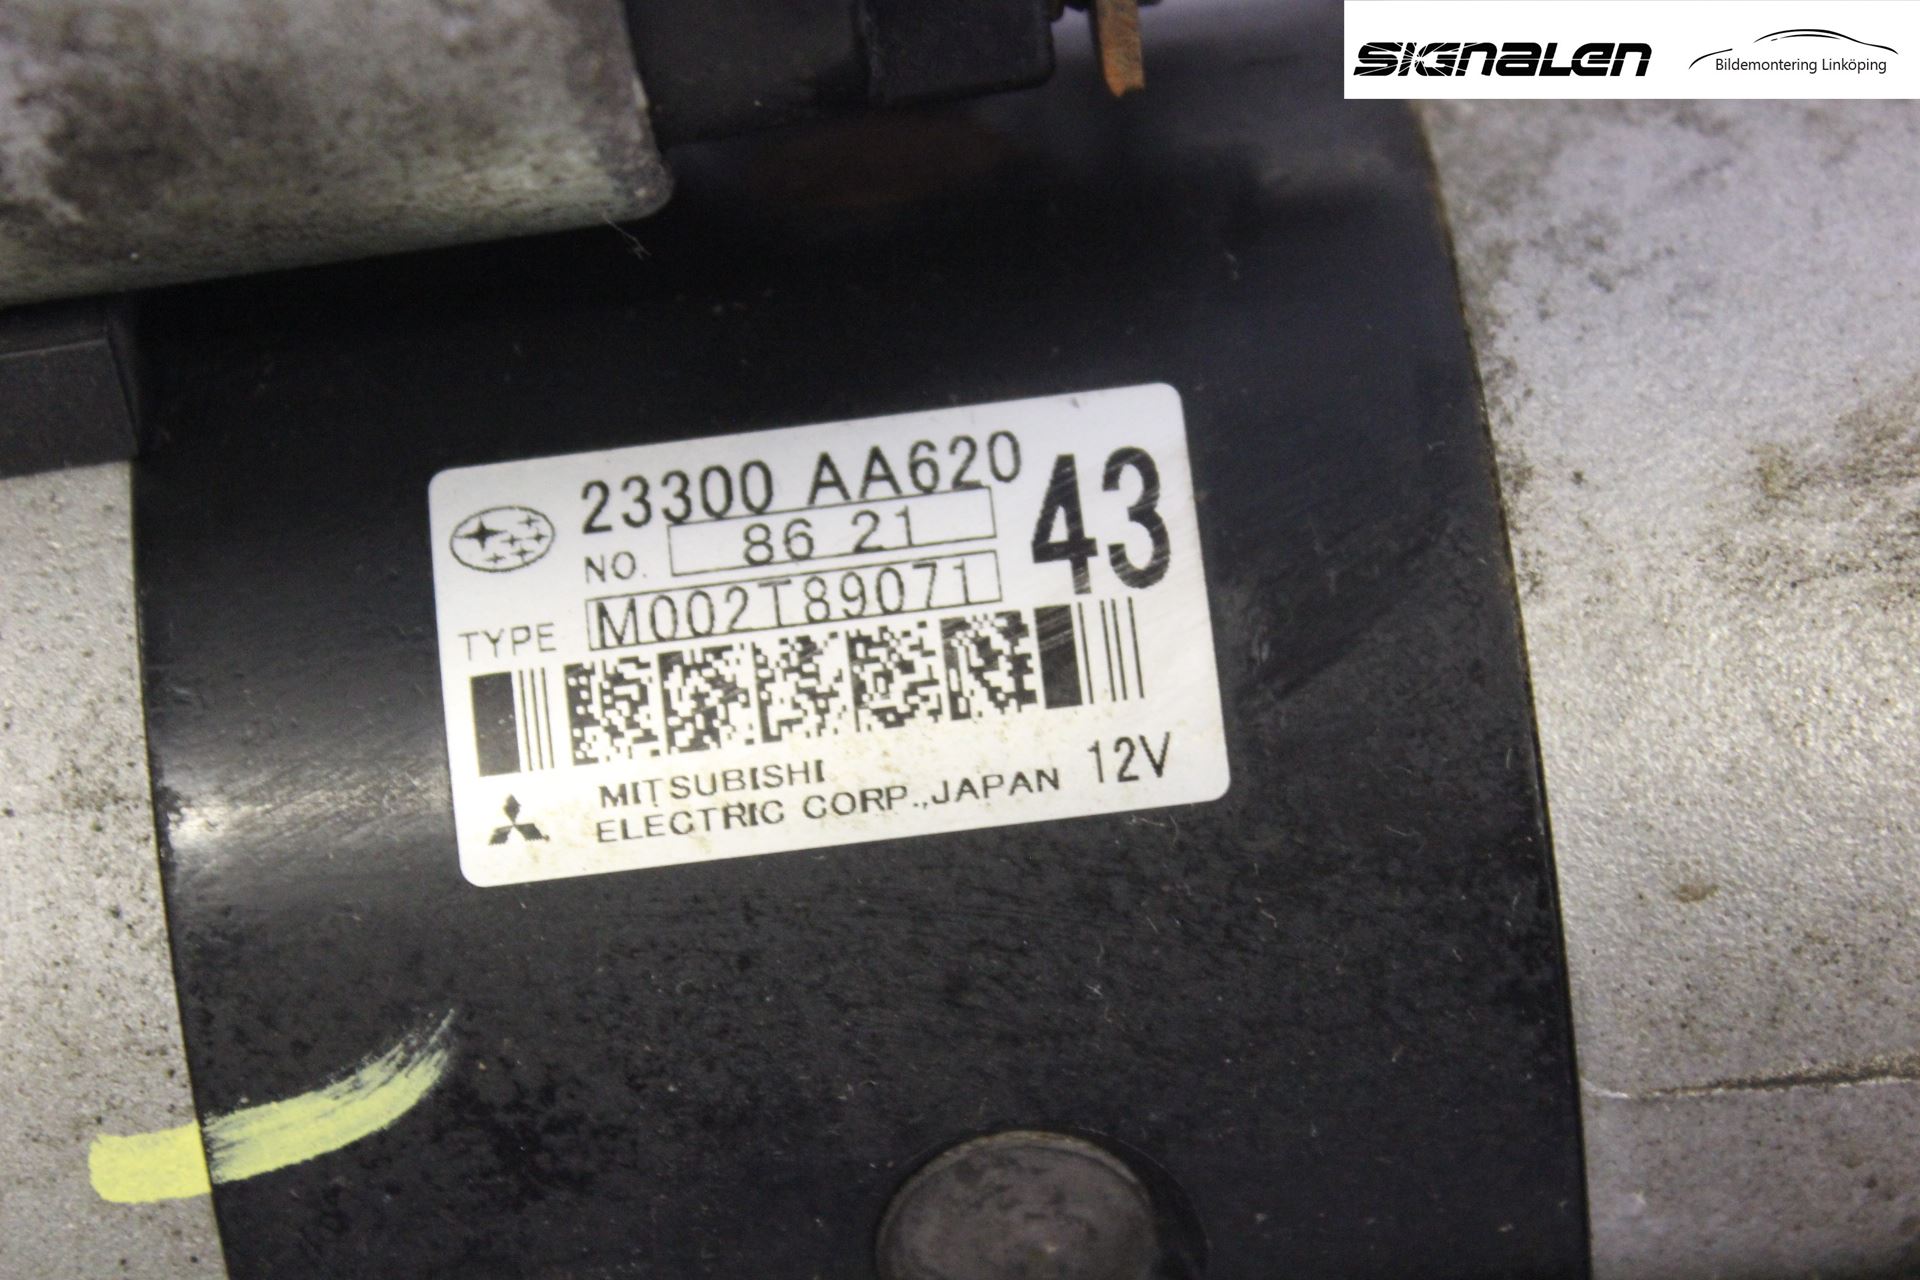 SIGNALEN
Bildemontering Linköping
23300 AA620
43
NO. 86 21
TYPE M002T89071
MITSUBISHI
ELECTRIC CORP., JAPAN 12V